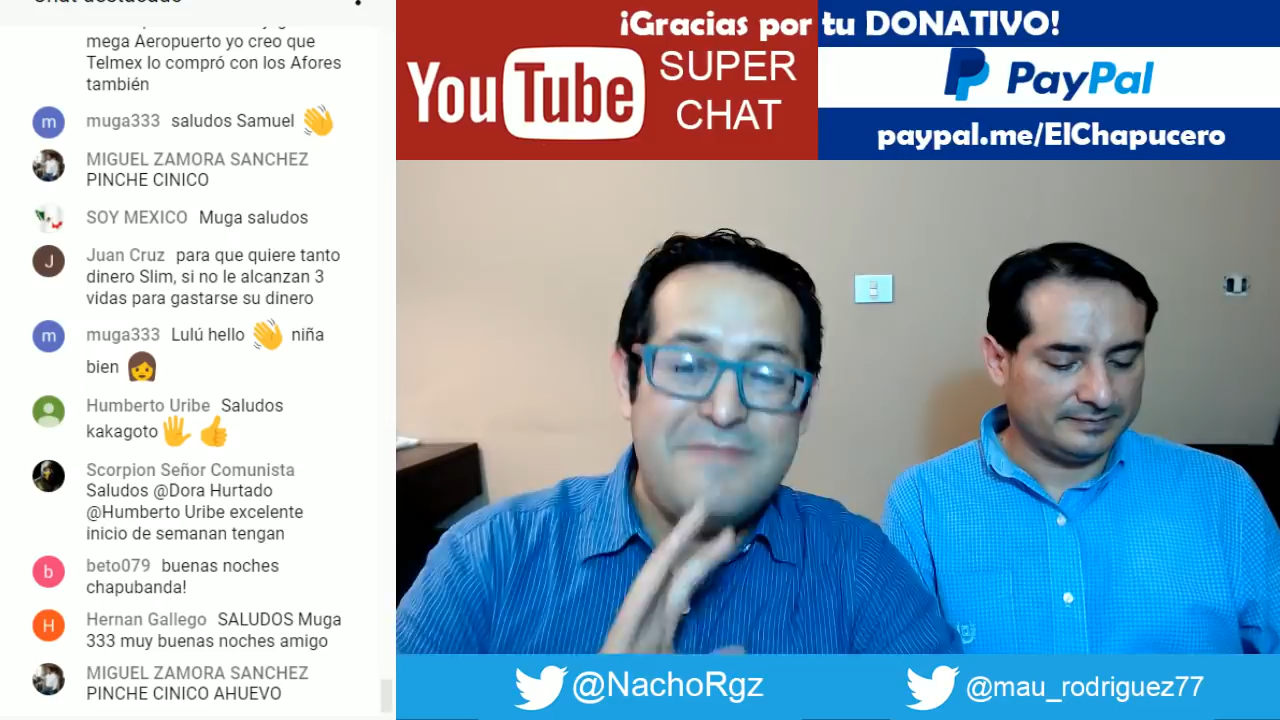 Chat destacado
mega Aeropuerto yo creo que
Telmex lo compró con los Afores
también
muga333 saludos Samuel
MIGUEL ZAMORA SANCHEZ
PINCHE CINICO
SOY MEXICO Muga saludos
Juan Cruz para que quiere tanto
dinero Slim, si no le alcanzan 3
vidas para gastarse su dinero
muga333 Lulú hello niña
bien
Humberto Uribe Saludos
kakagoto
Scorpion Señor Comunista
Saludos @Dora Hurtado
@Humberto Uribe excelente
inicio de semanan tengan
beto079 buenas noches
chapubanda!
Hernan Gallego SALUDOS Muga
333 muy buenas noches amigo
MIGUEL ZAMORA SANCHEZ
PINCHE CINICO AHUEVO
¡Gracias por tu DONATIVO!
YouTube
SUPER
CHAT
PayPal
paypal.me/ElChapucero
@NachoRgz
@mau_rodriguez77